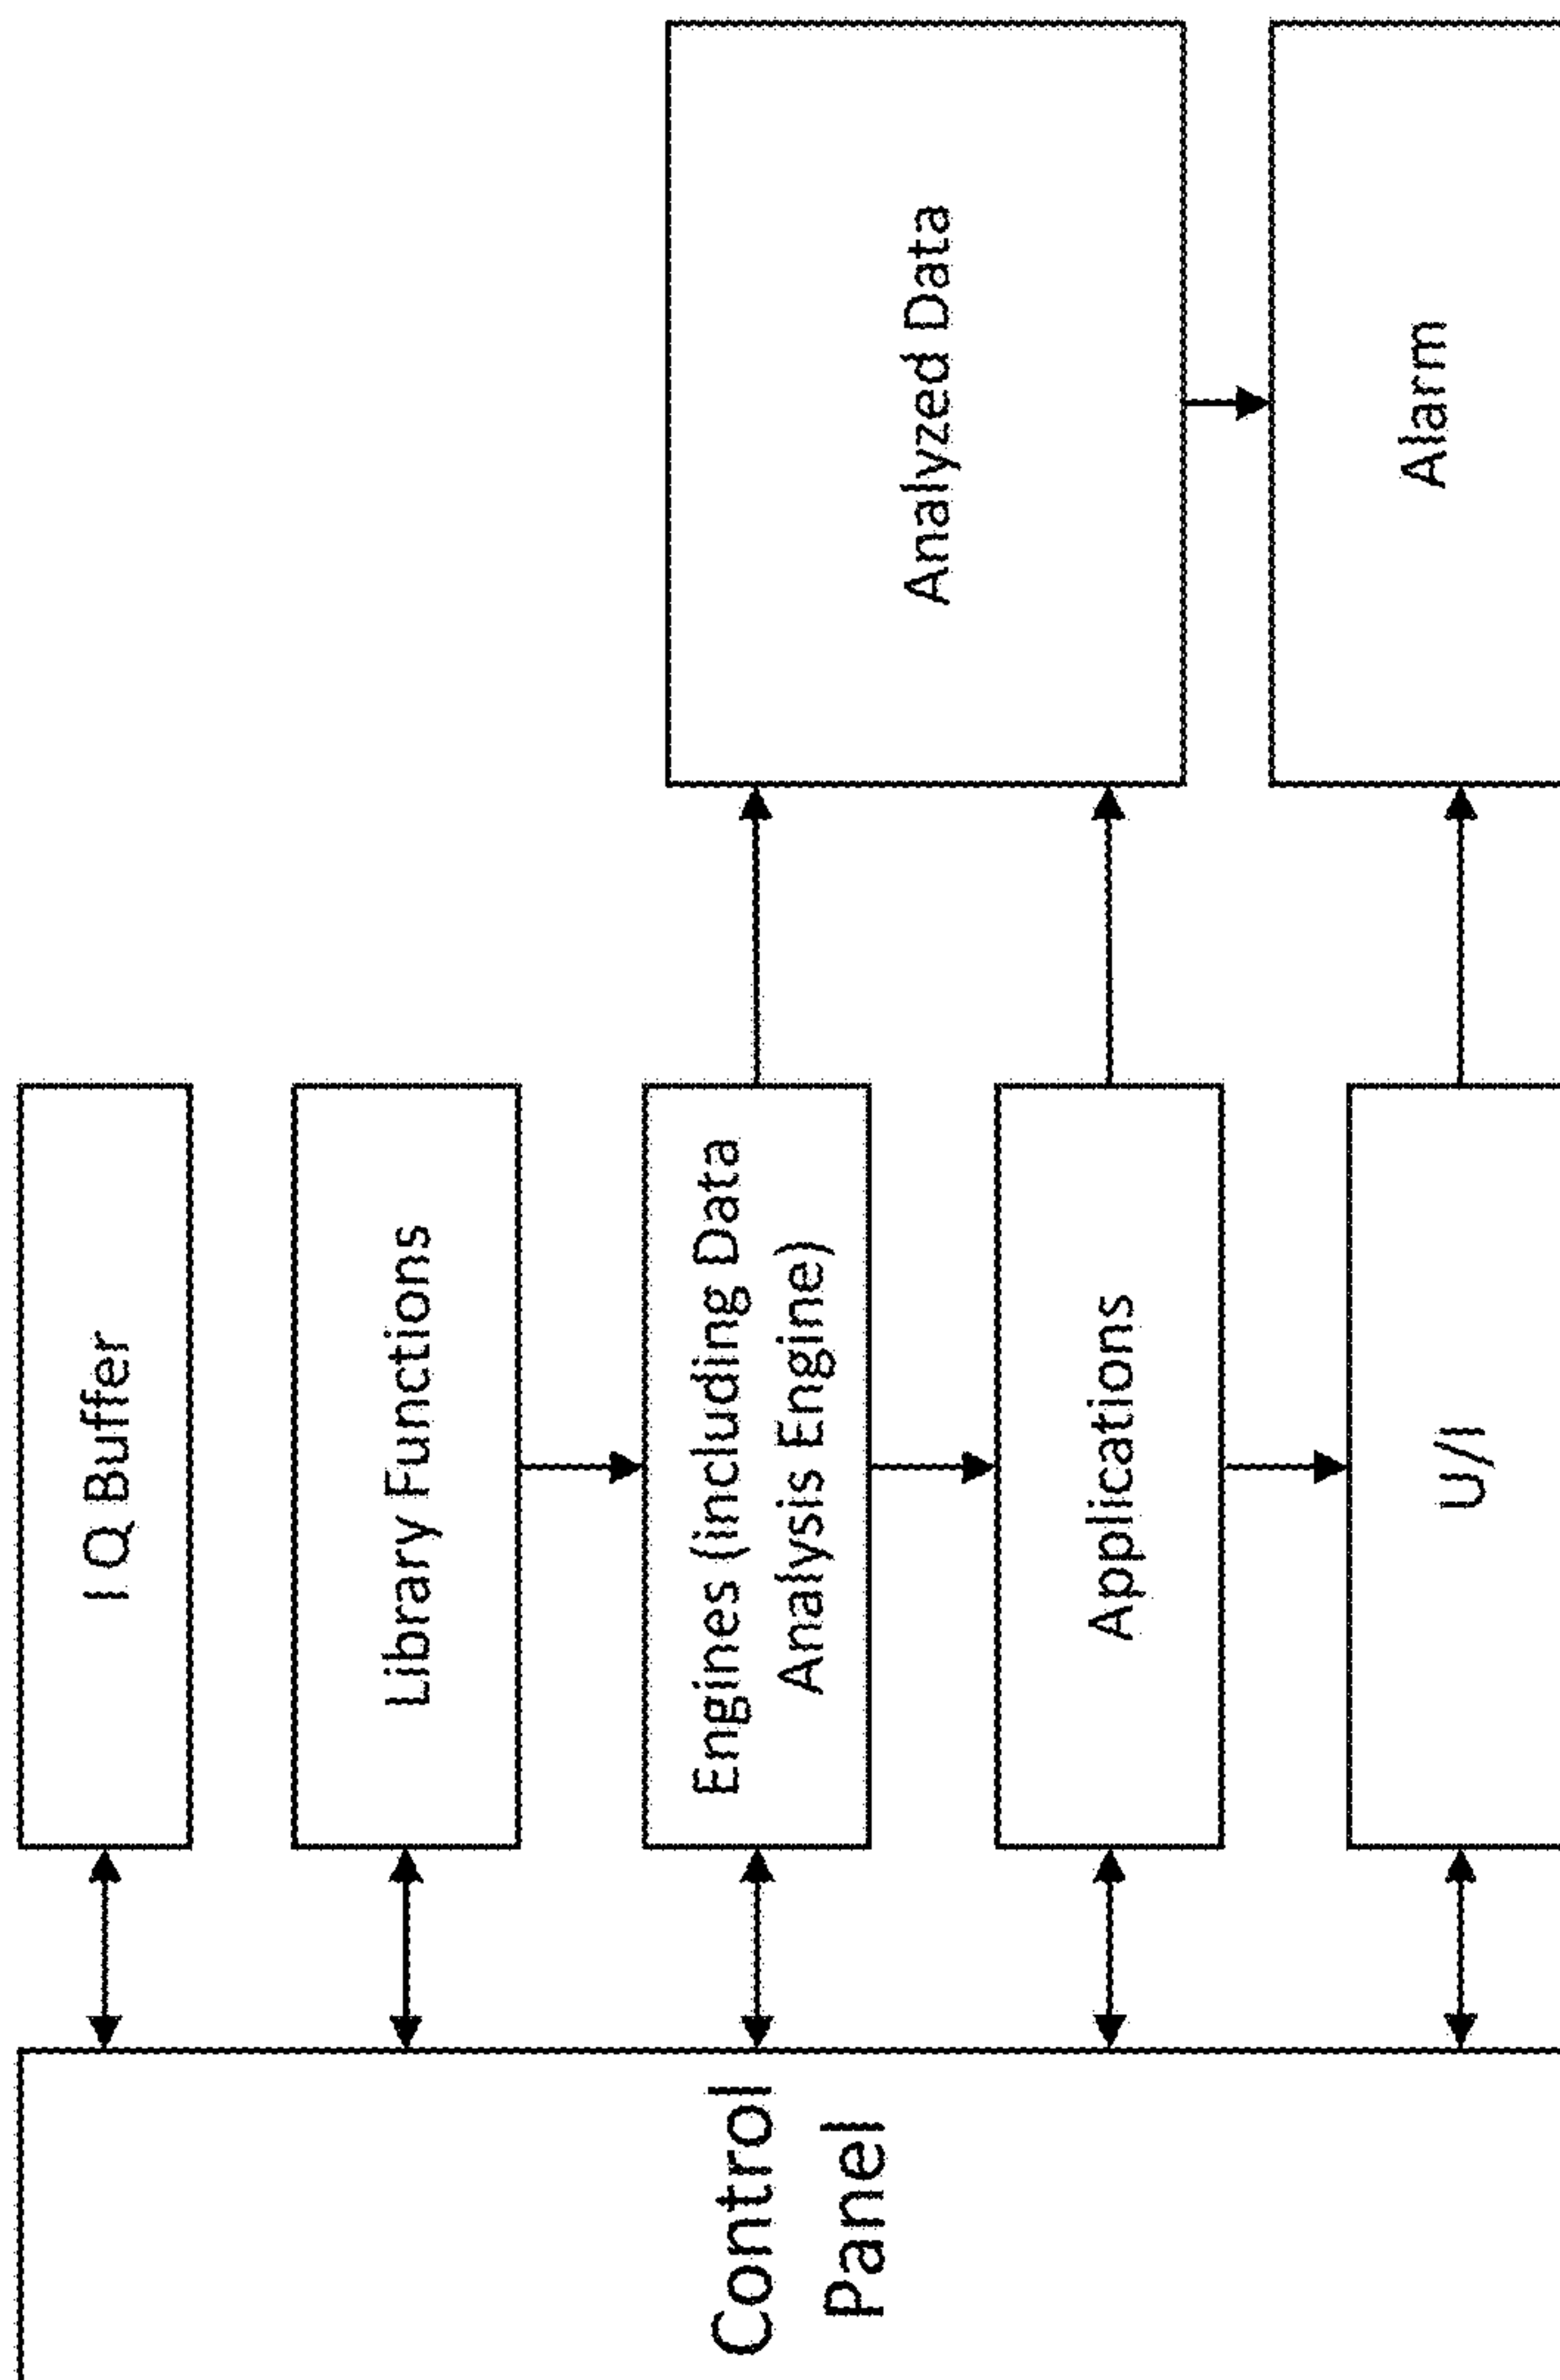 Control
Panel
I Q Buffer
Library Functions
Engines (including Data
Analysis Engine)
Applications
U/I
Analyzed Data
Alarm